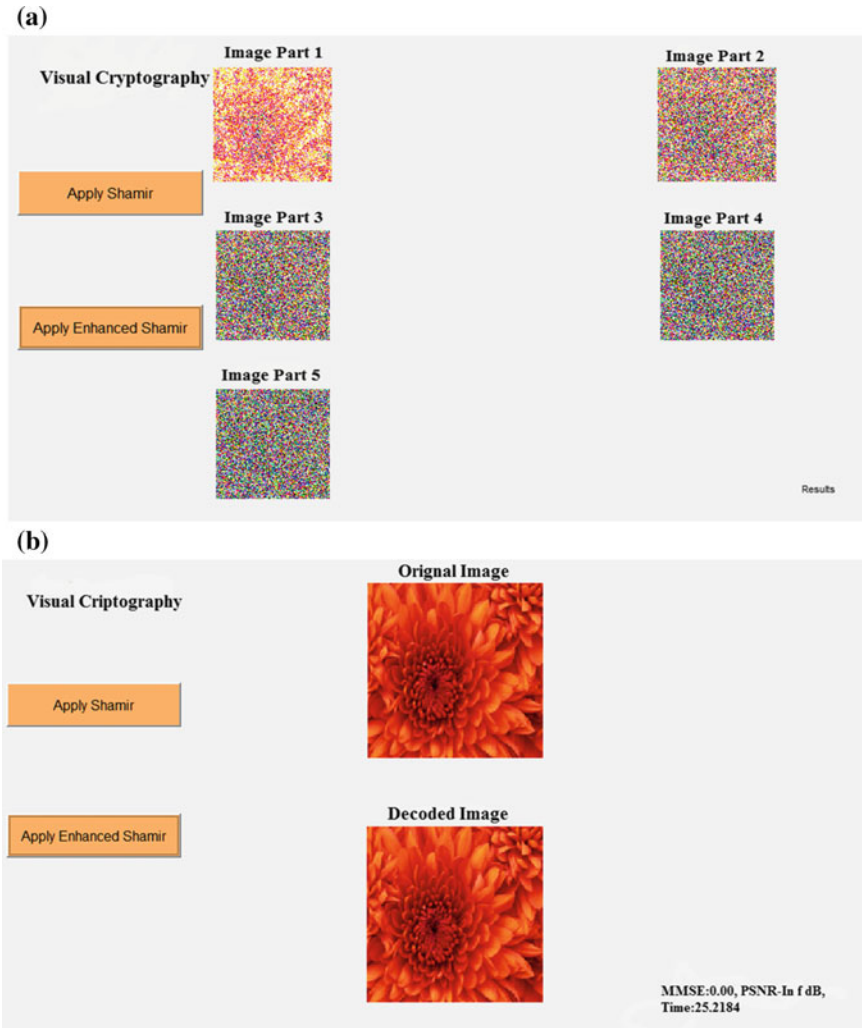 (a)
Image Part 1
Image Part 2
Visual Cryptography
Apply Shamir
Image Part 3
Image Part 4
Apply Enhanced Shamir
Image Part 5
Results
(b)
Orignal Image
Visual Criptography
Apply Shamir
Decoded Image
Apply Enhanced Shamir
MMSE:0.00, PSNR-In f dB,
Time:25.2184